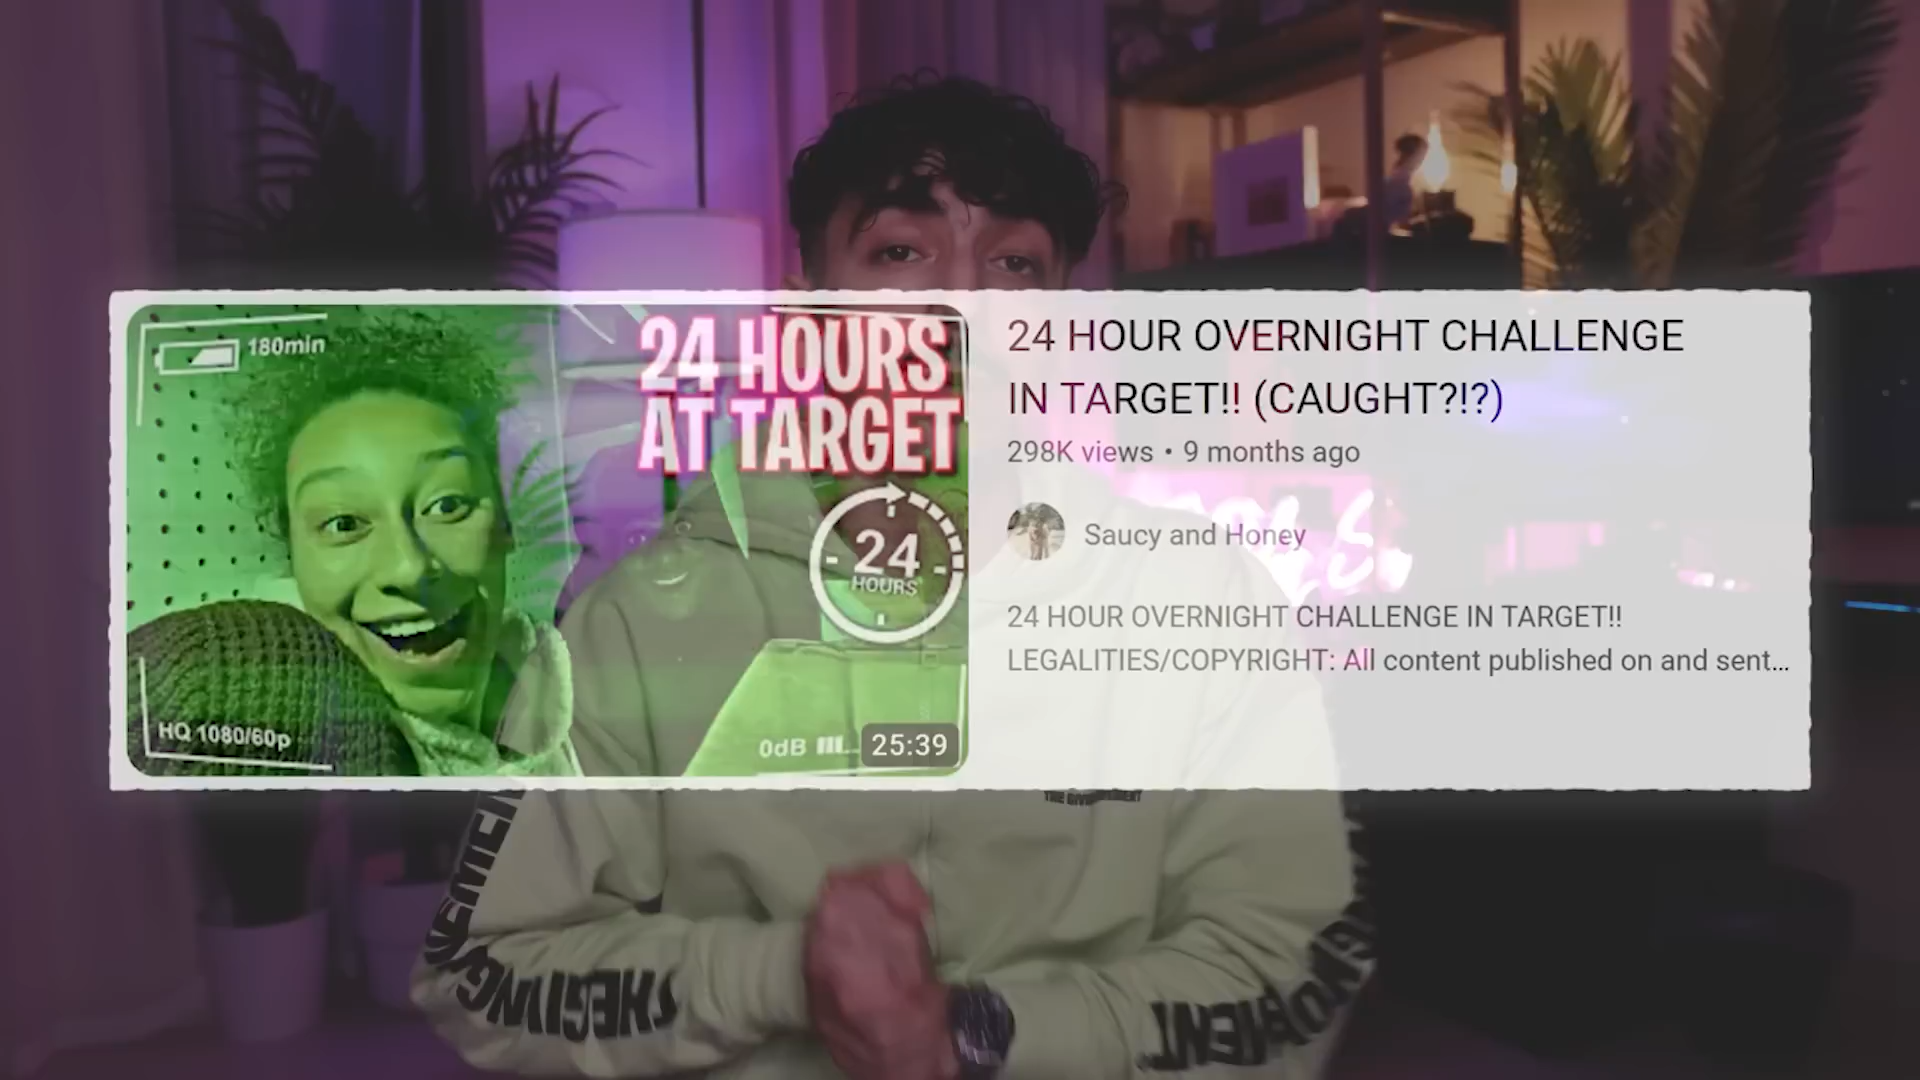 180min
24 HOURS
AT TARGET
24
HOURS
HQ 1080/60p
0dB
25:39
24 HOUR OVERNIGHT CHALLENGE
IN TARGET!! (CAUGHT?!?)
298K views • 9 months ago
Saucy and Honey
24 HOUR OVERNIGHT CHALLENGE IN TARGET!!
LEGALITIES/COPYRIGHT: All content published on and sent...